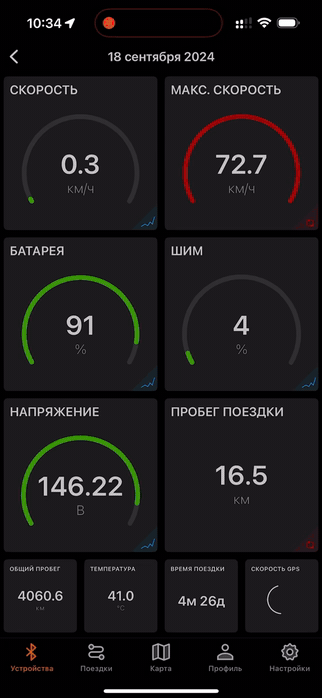 10:34
18 сентября 2024
СКОРОСТЬ
МАКС. СКОРОСТЬ
0.3
км/ч
72.7
км/ч
БАТАРЕЯ
ШИМ
91
%
4
%
НАПРЯЖЕНИЕ
ПРОБЕГ ПОЕЗДКИ
146.22
В
16.5
км
ОБЩИЙ ПРОБЕГ
ТЕМПЕРАТУРА
ВРЕМЯ ПОЕЗДКИ
СКОРОСТЬ GPS
4060.6
км
41.0
°C
4м 26д
Устройства
Поездки
Карта
Профиль
Настройки